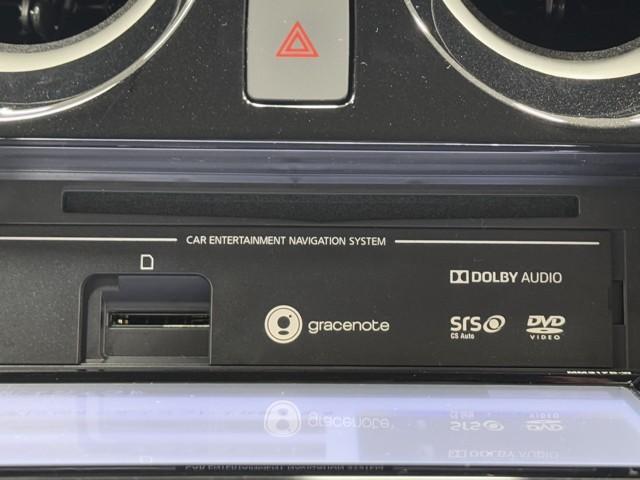 CAR ENTERTAINMENT NAVIGATION SYSTEM
DOLBY AUDIO
gracenote
SRS
CS Auto
DVD
VIDEO